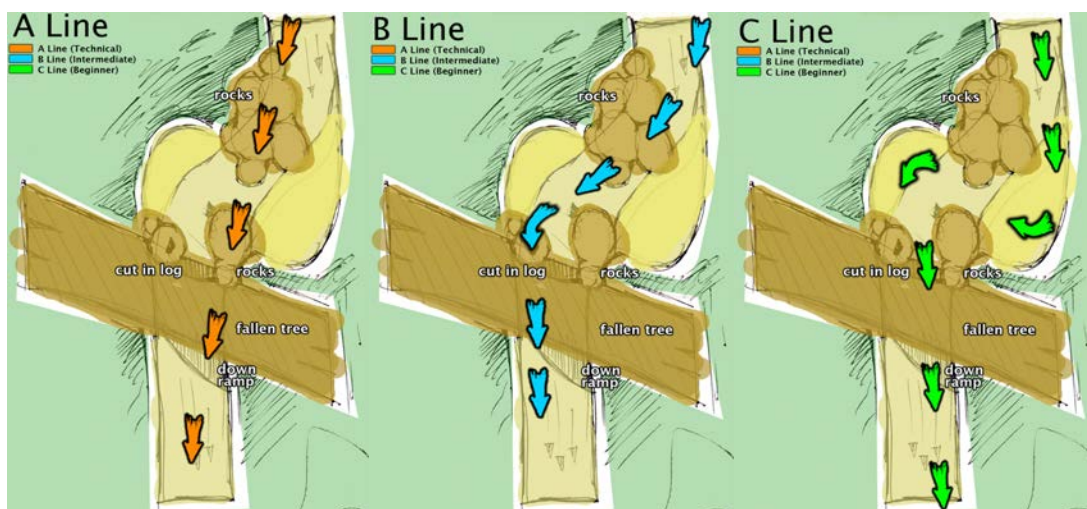 A Line
A Line (Technical)
B Line (Intermediate)
C Line (Beginner)
rocks
cut in log
rocks
fallen tree
down
ramp
B Line
A Line (Technical)
B Line (Intermediate)
C Line (Beginner)
rocks
cut in log
rocks
fallen tree
down
ramp
C Line
A Line (Technical)
B Line (Intermediate)
C Line (Beginner)
rocks
cut in log
rocks
fallen tree
down
ramp